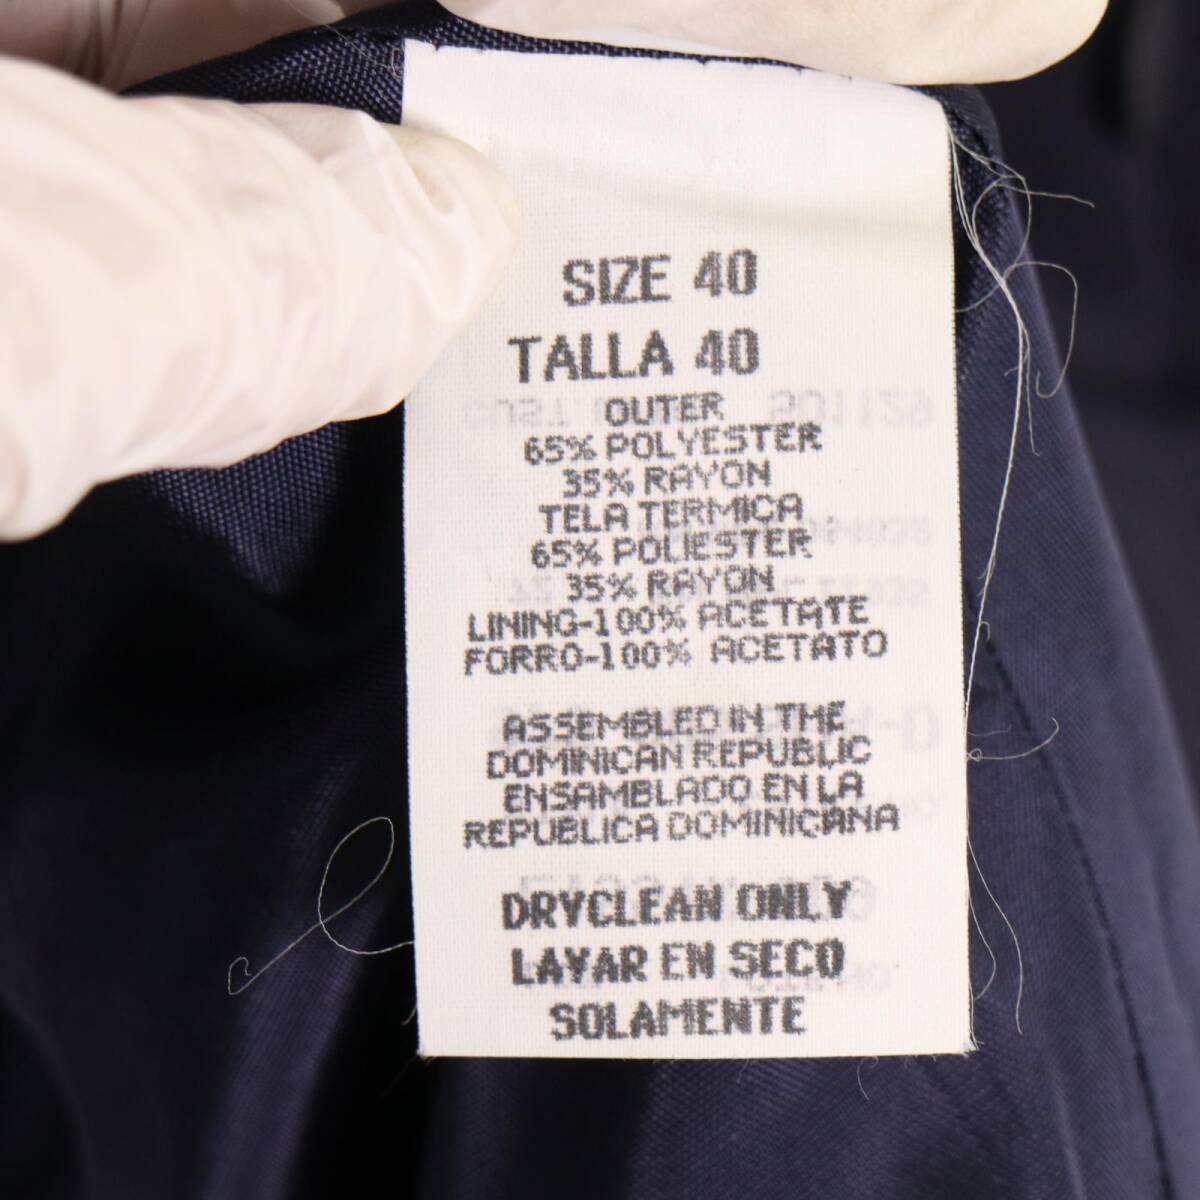 SIZE 40
TALLA 40
OUTER
65% POLYESTER
35% RAYON
TELA TERMICA
65% POLIESTER
35% RAYON
LINING-100% ACETATE
FORRO-100% ACETATO
ASSEMBLED IN THE
DOMINICAN REPUBLIC
ENSAMBLADO EN LA
REPUBLICA DOMINICANA
DRYCLEAN ONLY
LAVAR EN SECO
SOLAMENTE